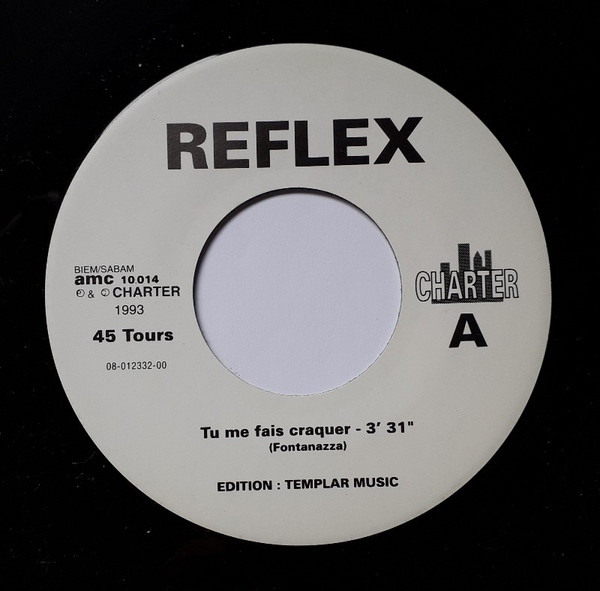 REFLEX
BIEM/SABAM
amc 10.014
℗ & © CHARTER
1993
45 Tours
08-012332-00
CHARTER
A
Tu me fais craquer - 3' 31"
(Fontanazza)
EDITION : TEMPLAR MUSIC